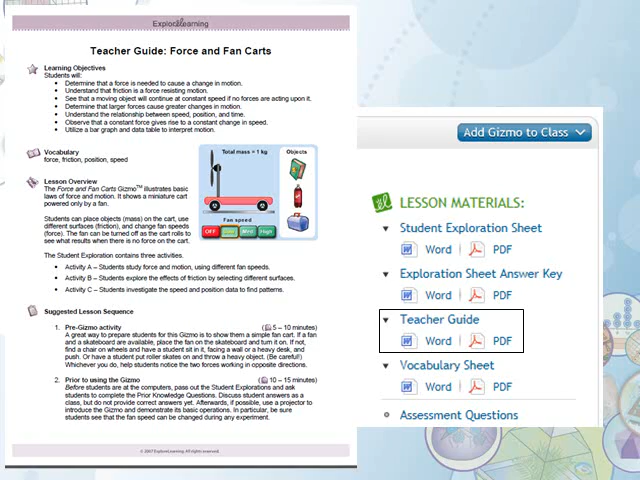 ExploreLearning
Teacher Guide: Force and Fan Carts
Learning Objectives
Students will:
• Determine that a force is needed to cause a change in motion.
• Understand that friction is a force resisting motion.
• See that a moving object will continue at constant speed if no forces are acting upon it.
• Determine that larger forces cause greater changes in motion.
• Understand the relationship between speed, position, and time.
• Observe that a constant force gives rise to a constant change in speed.
• Utilize a bar graph and data table to interpret motion.
Vocabulary
force, friction, position, speed
Lesson Overview
The Force and Fan Carts Gizmo™ illustrates basic
laws of force and motion. It shows a miniature cart
powered only by a fan.
Students can place objects (mass) on the cart, use
different surfaces (friction), and change fan speeds
(force). The fan can be turned off as the cart rolls to
see what results when there is no force on the cart.
Total mass = 1 kg
Objects
Fan speed
OFF Low Med High
The Student Exploration contains three activities.
• Activity A – Students study force and motion, using different fan speeds.
• Activity B – Students explore the effects of friction by selecting different surfaces.
• Activity C – Students investigate the speed and position data to find patterns.
Suggested Lesson Sequence
1. Pre-Gizmo activity ( 5 – 10 minutes)
A great way to prepare students for this Gizmo is to show them a simple fan cart. If a fan
and a skateboard are available, place the fan on the skateboard and turn it on. If not,
find a chair on wheels and have a student sit in it, facing a wall or a heavy desk, and
push. Or have a student put roller skates on and throw a heavy object. (Be careful!)
Whichever you do, help students notice the two forces working in opposite directions.
2. Prior to using the Gizmo ( 10 – 15 minutes)
Before students are at the computers, pass out the Student Explorations and ask
students to complete the Prior Knowledge Questions. Discuss student answers as a
class, but do not provide correct answers yet. Afterwards, if possible, use a projector to
introduce the Gizmo and demonstrate its basic operations. In particular, be sure
students see that the fan speed can be changed during any experiment.
© 2007 ExploreLearning. All rights reserved.
Add Gizmo to Class
LESSON MATERIALS:
Student Exploration Sheet
Word | PDF
Exploration Sheet Answer Key
Word | PDF
Teacher Guide
Word | PDF
Vocabulary Sheet
Word | PDF
Assessment Questions